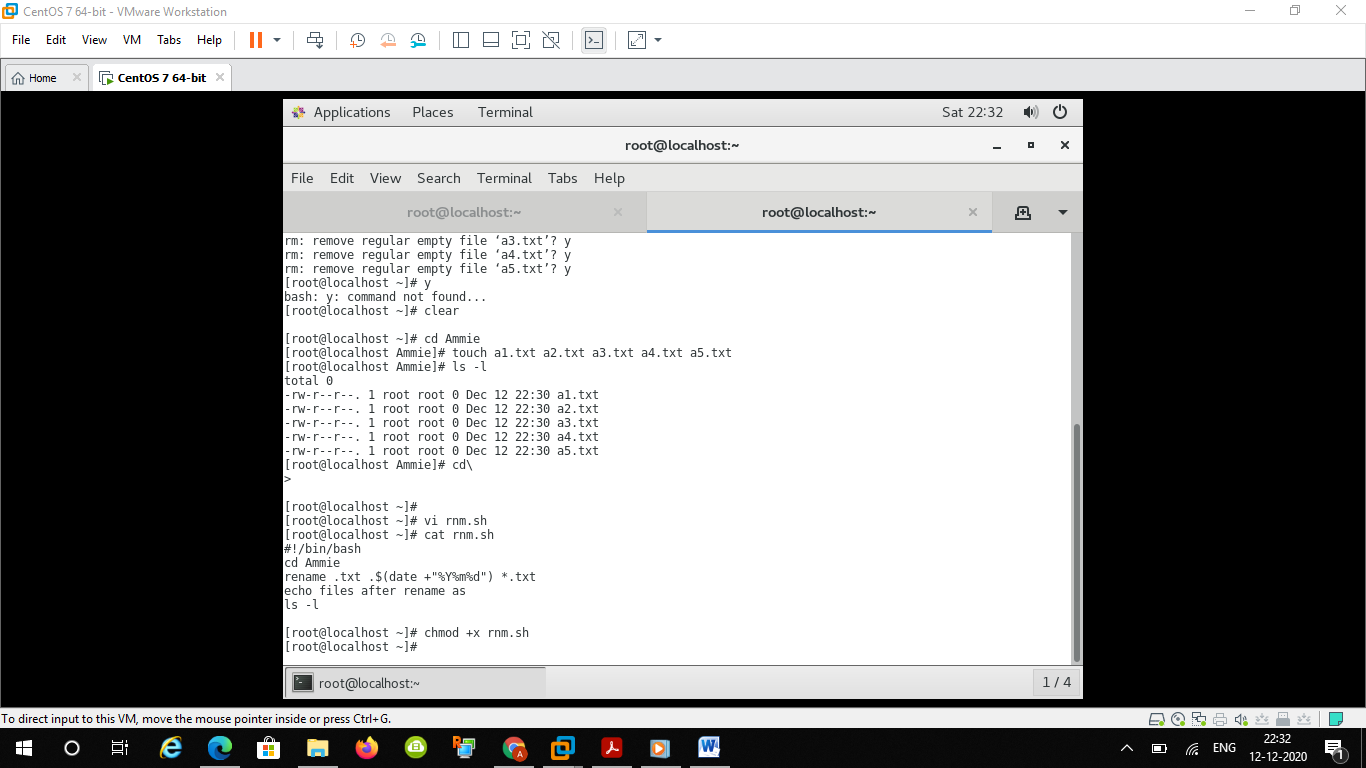 CentOS 7 64-bit - VMware Workstation
File Edit View VM Tabs Help
Home CentOS 7 64-bit
Applications Places Terminal Sat 22:32
root@localhost:~
File Edit View Search Terminal Tabs Help
root@localhost:~ root@localhost:~
rm: remove regular empty file ‘a3.txt’? y
rm: remove regular empty file ‘a4.txt’? y
rm: remove regular empty file ‘a5.txt’? y
[root@localhost ~]# y
bash: y: command not found...
[root@localhost ~]# clear
[root@localhost ~]# cd Ammie
[root@localhost Ammie]# touch a1.txt a2.txt a3.txt a4.txt a5.txt
[root@localhost Ammie]# ls -l
total 0
-rw-r--r--. 1 root root 0 Dec 12 22:30 a1.txt
-rw-r--r--. 1 root root 0 Dec 12 22:30 a2.txt
-rw-r--r--. 1 root root 0 Dec 12 22:30 a3.txt
-rw-r--r--. 1 root root 0 Dec 12 22:30 a4.txt
-rw-r--r--. 1 root root 0 Dec 12 22:30 a5.txt
[root@localhost Ammie]# cd\
>
[root@localhost ~]#
[root@localhost ~]# vi rnm.sh
[root@localhost ~]# cat rnm.sh
#!/bin/bash
cd Ammie
rename .txt .$(date +"%Y%m%d") *.txt
echo files after rename as
ls -l
[root@localhost ~]# chmod +x rnm.sh
[root@localhost ~]#
root@localhost:~ 1 / 4
To direct input to this VM, move the mouse pointer inside or press Ctrl+G.
ENG 22:32
12-12-2020 1